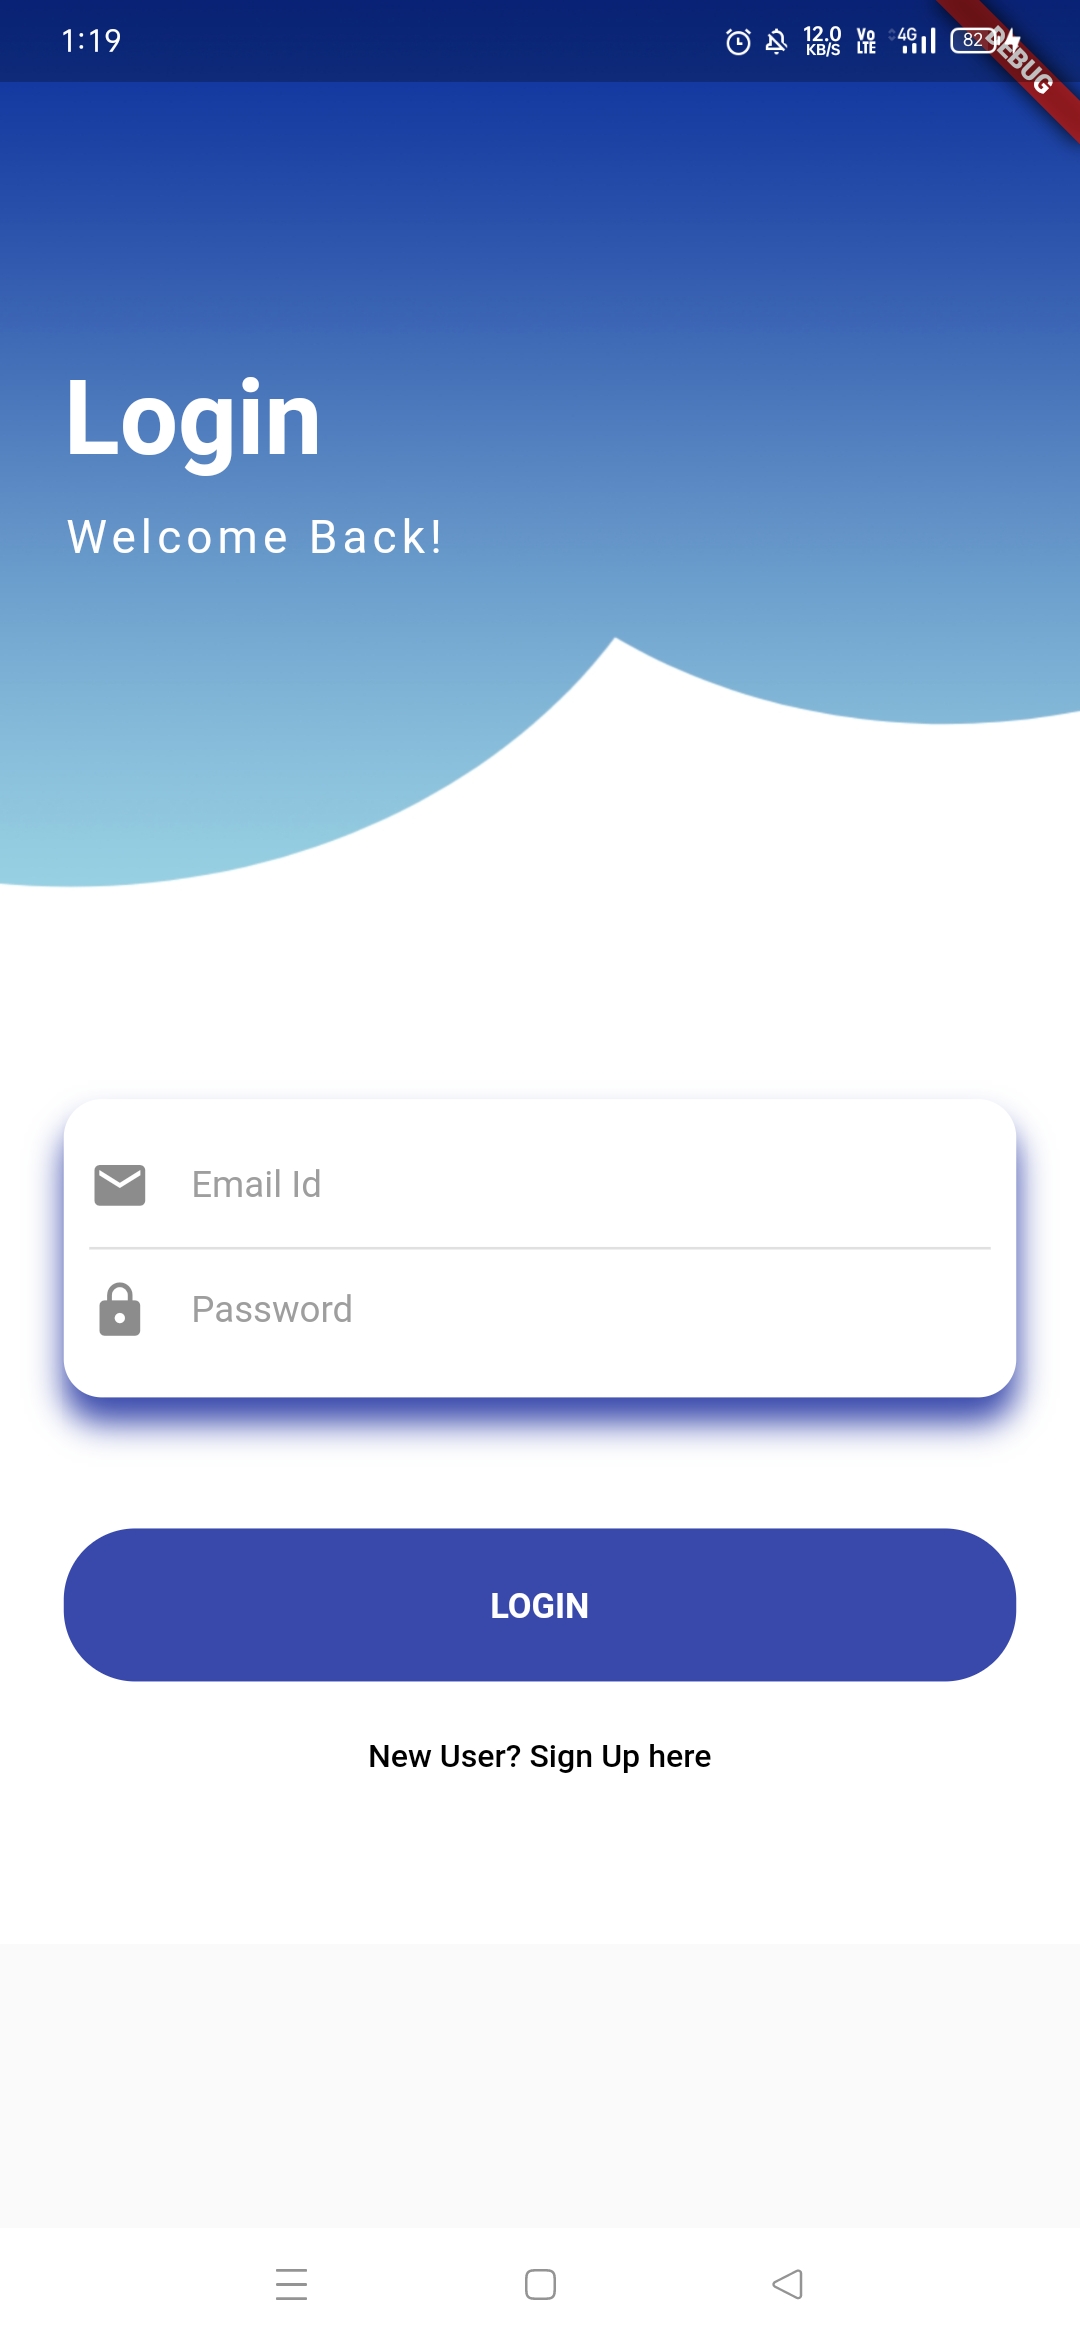 1:19
12.0
KB/S
Vo
LTE
4G
82
DEBUG
Login
Welcome Back!
Email Id
Password
LOGIN
New User? Sign Up here